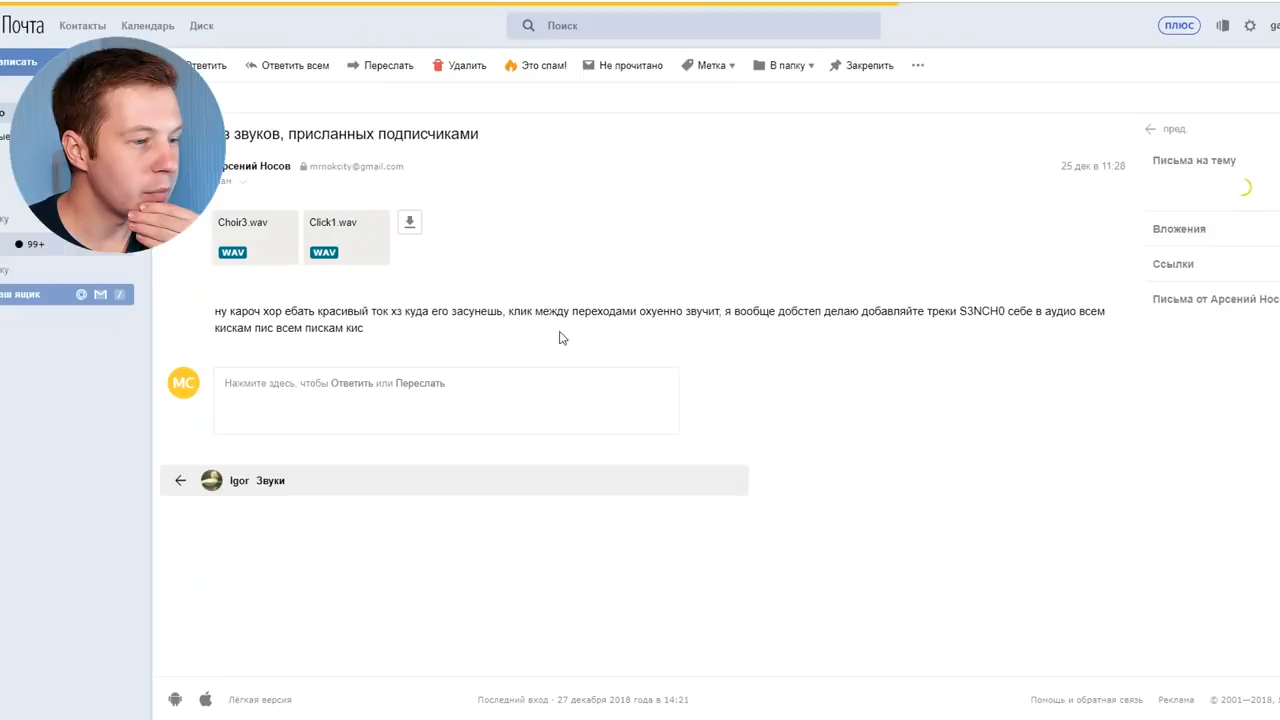 Почта
Контакты
Календарь
Диск
Поиск
ПЛЮС
Ответить всем
Переслать
Удалить
Это спам!
Не прочитано
Метка
В папку
Закрепить
звуков, присланных подписчиками
пред.
Носов
mrnokcity@gmail.com
25 дек в 11:28
Письма на тему
Choir3.wav
Click1.wav
WAV
WAV
Вложения
99+
Ссылки
ящик
Письма от Арсений
ну кароч хор ебать красивый ток хз куда его засунешь, клик между переходами охуенно звучит, я вообще добстеп делаю добавляйте треки S3NCH0 себе в аудио всем
кискам пис всем пискам кис
МС
Нажмите здесь, чтобы Ответить или Переслать
Igor Звуки
Лёгкая версия
Последний вход - 27 декабря 2018 года в 14:21
Помощь и обратная связь
Реклама
© 2001—2018,